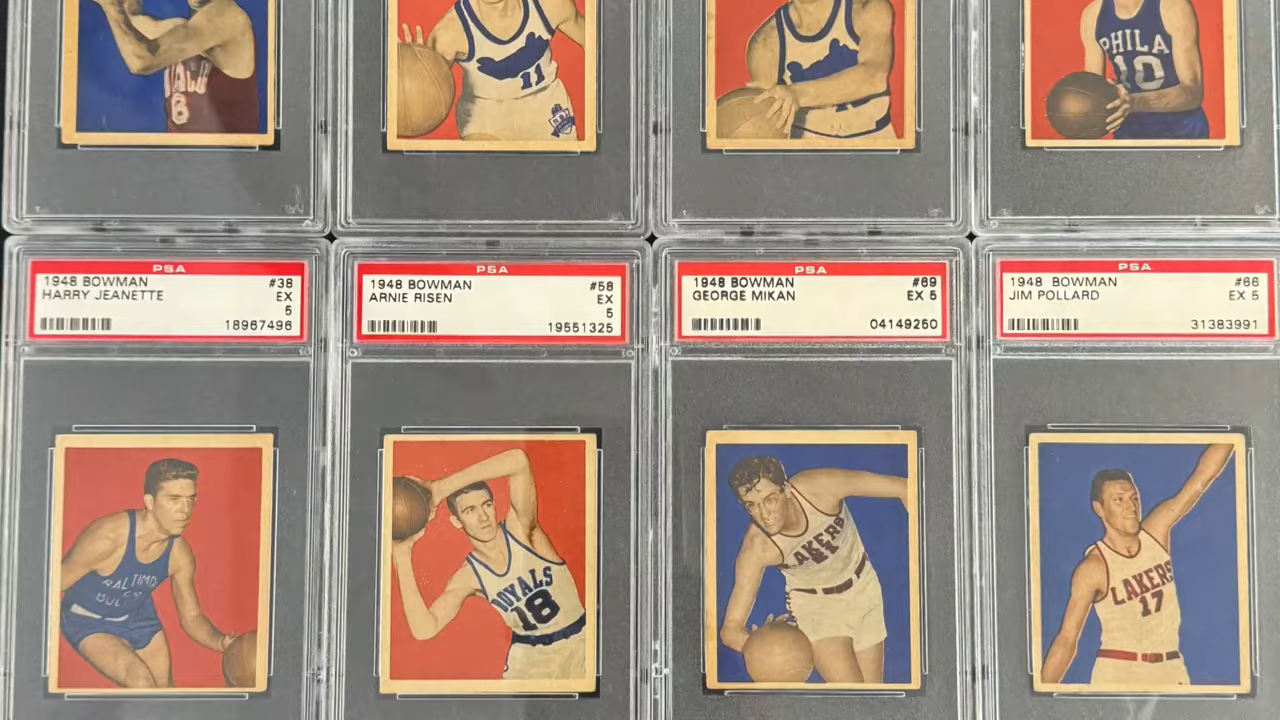 8
11
PHILA
10
PSA
1948 BOWMAN #38
HARRY JEANETTE EX
5
18967496
PSA
1948 BOWMAN #58
ARNIE RISEN EX
5
19551325
PSA
1948 BOWMAN #69
GEORGE MIKAN EX 5
04149250
PSA
1948 BOWMAN #66
JIM POLLARD EX 5
31383991
BALTIMO
ROYALS
18
LAKERS
LAKERS
17